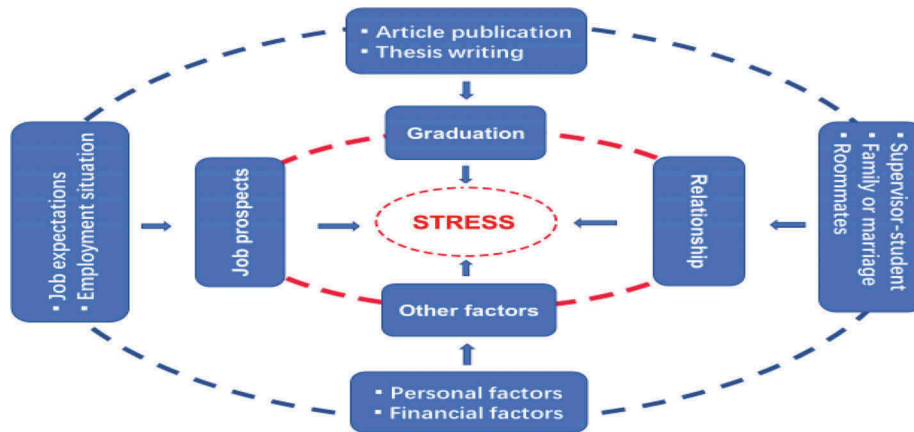 ▪ Article publication
▪ Thesis writing
Graduation
▪ Job expectations
▪ Employment situation
Job prospects
STRESS
Relationship
▪ Supervisor-student
▪ Family or marriage
▪ Roommates
Other factors
▪ Personal factors
▪ Financial factors